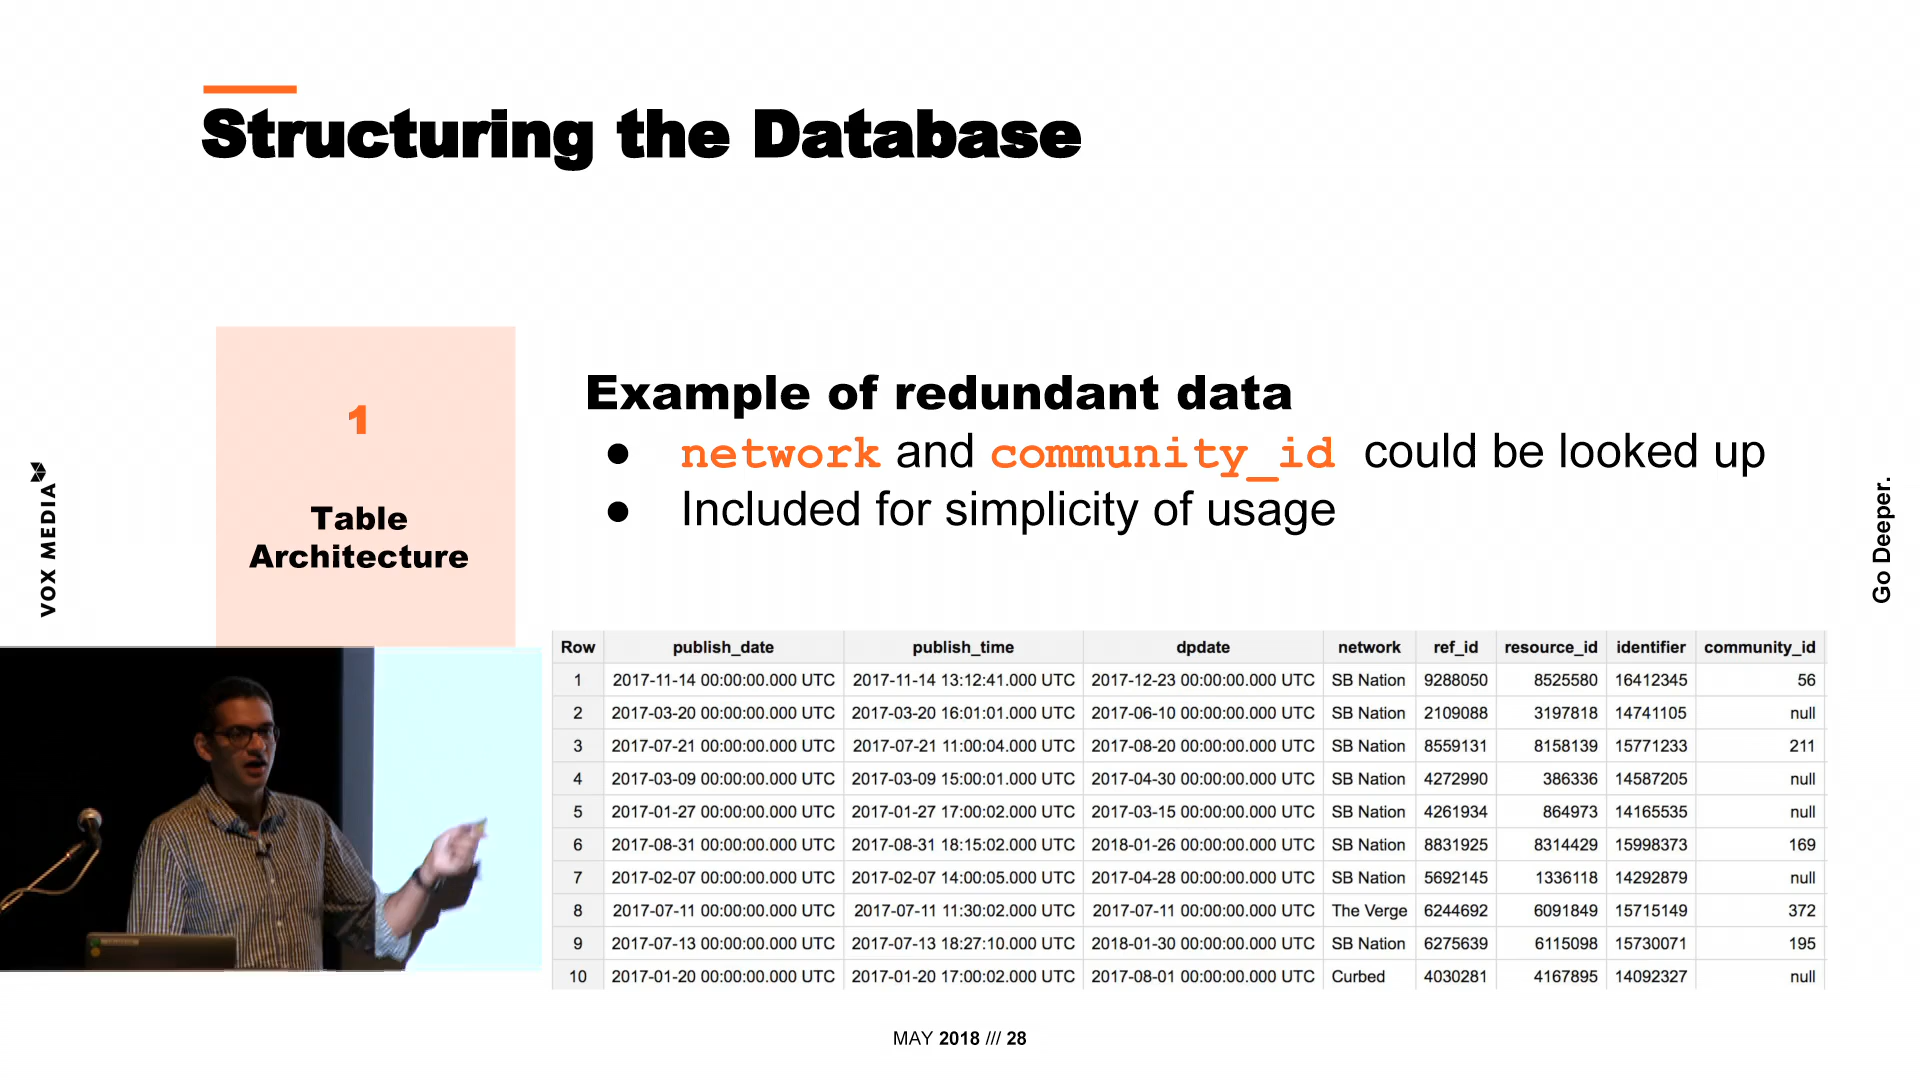 Structuring the Database
1
Table
Architecture
Example of redundant data
● network and community_id could be looked up
● Included for simplicity of usage
VOX MEDIA
Go Deeper.
Row publish_date publish_time dpdate network ref_id resource_id identifier community_id
1 2017-11-14 00:00:00.000 UTC 2017-11-14 13:12:41.000 UTC 2017-12-23 00:00:00.000 UTC SB Nation 9288050 8525580 16412345 56
2 2017-03-20 00:00:00.000 UTC 2017-03-20 16:01:01.000 UTC 2017-06-10 00:00:00.000 UTC SB Nation 2109088 3197818 14741105 null
3 2017-07-21 00:00:00.000 UTC 2017-07-21 11:00:04.000 UTC 2017-08-20 00:00:00.000 UTC SB Nation 8559131 8158139 15771233 211
4 2017-03-09 00:00:00.000 UTC 2017-03-09 15:00:01.000 UTC 2017-04-30 00:00:00.000 UTC SB Nation 4272990 386336 14587205 null
5 2017-01-27 00:00:00.000 UTC 2017-01-27 17:00:02.000 UTC 2017-03-15 00:00:00.000 UTC SB Nation 4261934 864973 14165535 null
6 2017-08-31 00:00:00.000 UTC 2017-08-31 18:15:02.000 UTC 2018-01-26 00:00:00.000 UTC SB Nation 8831925 8314429 15998373 169
7 2017-02-07 00:00:00.000 UTC 2017-02-07 14:00:05.000 UTC 2017-04-28 00:00:00.000 UTC SB Nation 5692145 1336118 14292879 null
8 2017-07-11 00:00:00.000 UTC 2017-07-11 11:30:02.000 UTC 2017-07-11 00:00:00.000 UTC The Verge 6244692 6091849 15715149 372
9 2017-07-13 00:00:00.000 UTC 2017-07-13 18:27:10.000 UTC 2018-01-30 00:00:00.000 UTC SB Nation 6275639 6115098 15730071 195
10 2017-01-20 00:00:00.000 UTC 2017-01-20 17:00:02.000 UTC 2017-08-01 00:00:00.000 UTC Curbed 4030281 4167895 14092327 null
MAY 2018 /// 28